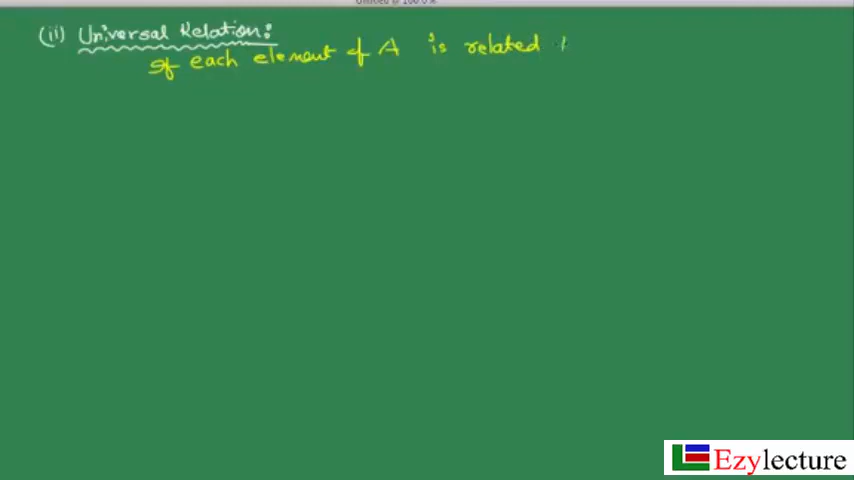 (ii) Universal Relation:
If each element of A is related
Ezylecture